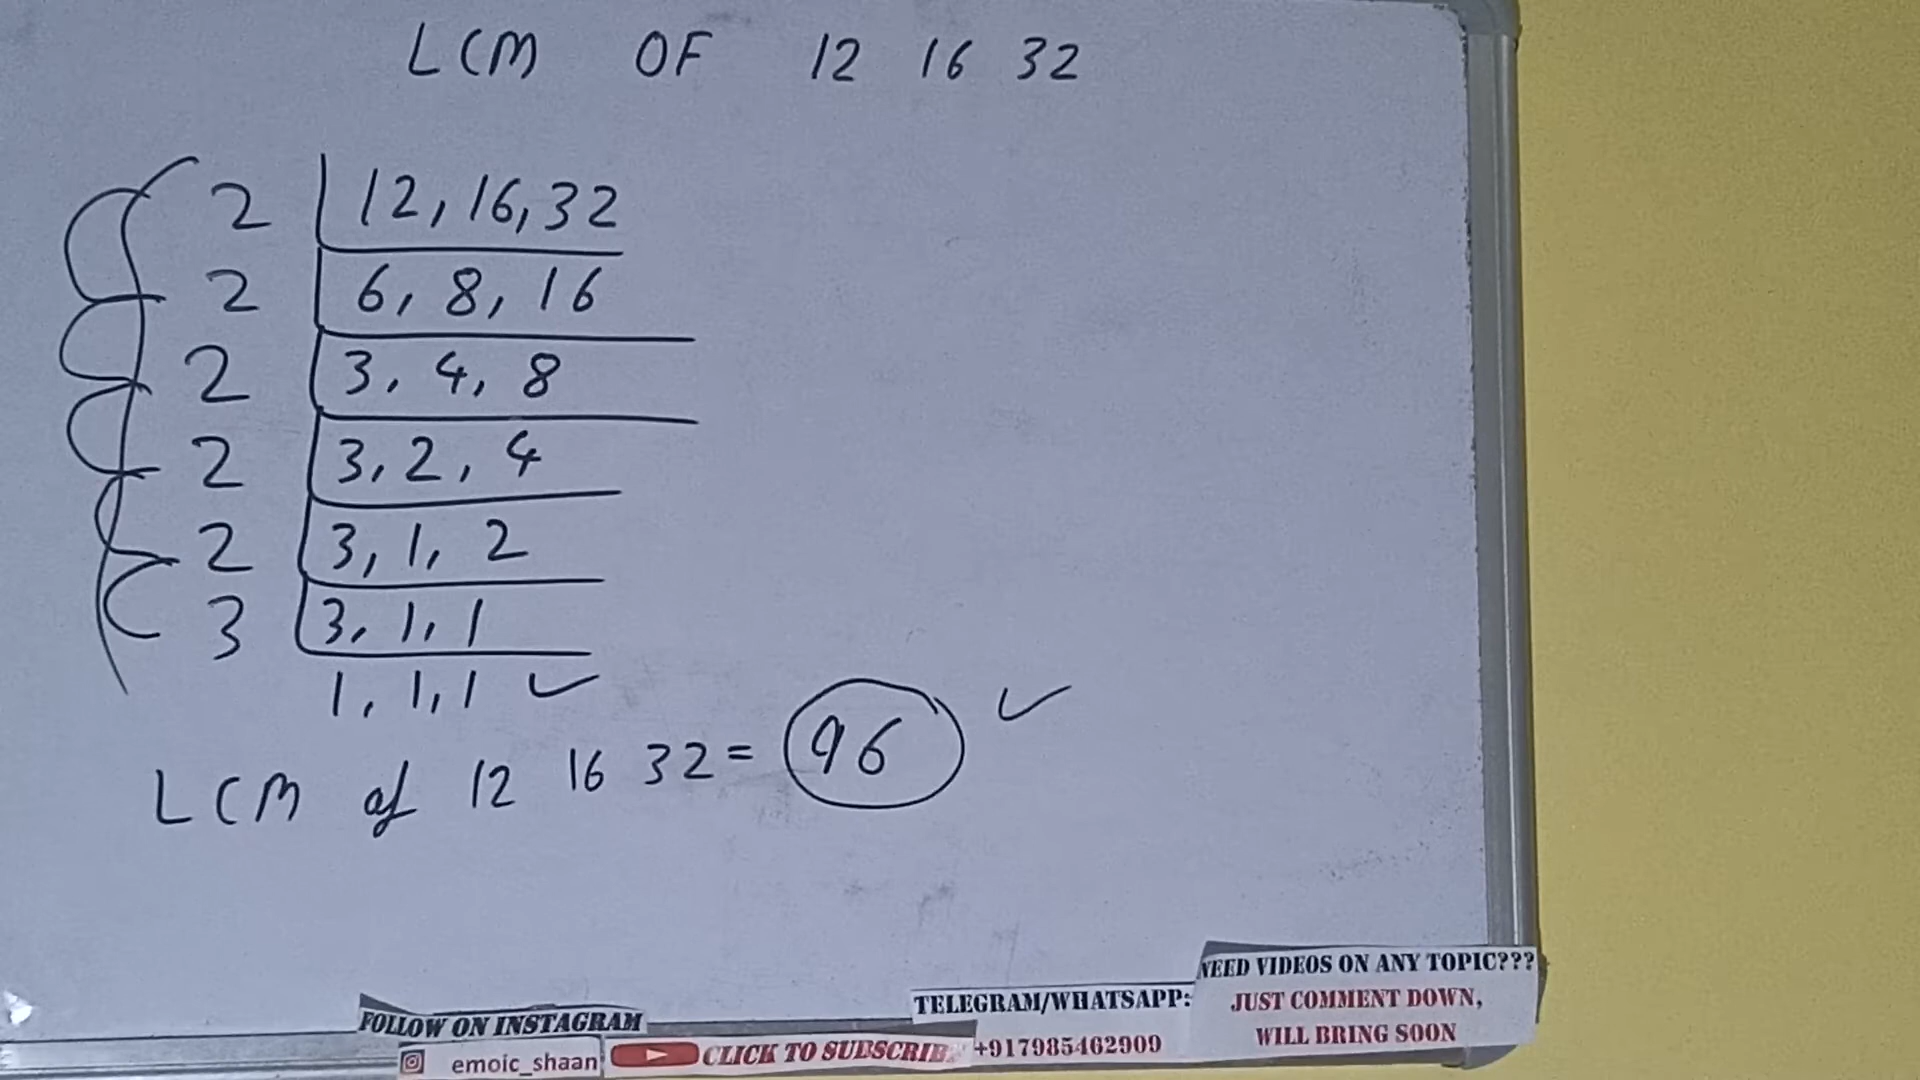 LCM OF 12 16 32
2 12, 16, 32
2 6, 8, 16
2 3, 4, 8
2 3, 2, 4
2 3, 1, 2
3 3, 1, 1
1, 1, 1
LCM of 12 16 32 = 96
NEED VIDEOS ON ANY TOPIC???
JUST COMMENT DOWN,
WILL BRING SOON
TELEGRAM/WHATSAPP:
+917985462909
FOLLOW ON INSTAGRAM
emoic_shaan
CLICK TO SUBSCRIB